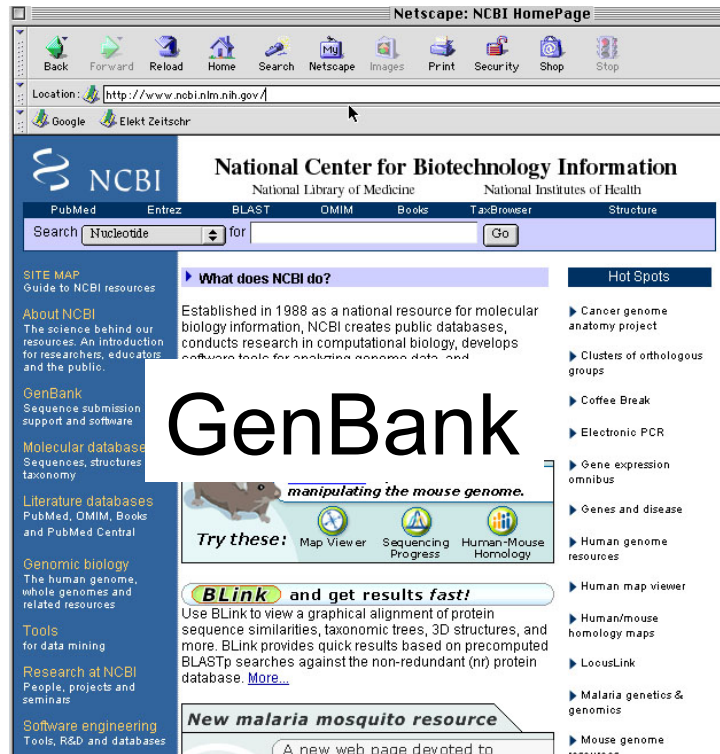 Netscape: NCBI HomePage
Back Forward Reload Home Search Netscape Images Print Security Shop Stop
Location: http://www.ncbi.nlm.nih.gov/
Google Elekt Zeitschr
NCBI
National Center for Biotechnology Information
National Library of Medicine National Institutes of Health
PubMed Entrez BLAST OMIM Books TaxBrowser Structure
Search Nucleotide for Go
SITE MAP
Guide to NCBI resources
About NCBI
The science behind our
resources. An introduction
for researchers, educators
and the public.
GenBank
Sequence submission
support and software
Molecular database
Sequences, structures
taxonomy
Literature databases
PubMed, OMIM, Books
and PubMed Central
Genomic biology
The human genome,
whole genomes and
related resources
Tools
for data mining
Research at NCBI
People, projects and
seminars
Software engineering
Tools, R&D and databases
What does NCBI do?
Established in 1988 as a national resource for molecular
biology information, NCBI creates public databases,
conducts research in computational biology, develops
software tools for analyzing genome data, and
GenBank
manipulating the mouse genome.
Try these: Map Viewer Sequencing Progress Human-Mouse Homology
BLink and get results fast!
Use BLink to view a graphical alignment of protein
sequence similarities, taxonomic trees, 3D structures, and
more. BLink provides quick results based on precomputed
BLASTp searches against the non-redundant (nr) protein
database. More...
New malaria mosquito resource
A new web page devoted to
Hot Spots
Cancer genome
anatomy project
Clusters of orthologous
groups
Coffee Break
Electronic PCR
Gene expression
omnibus
Genes and disease
Human genome
resources
Human map viewer
Human/mouse
homology maps
LocusLink
Malaria genetics &
genomics
Mouse genome
resources